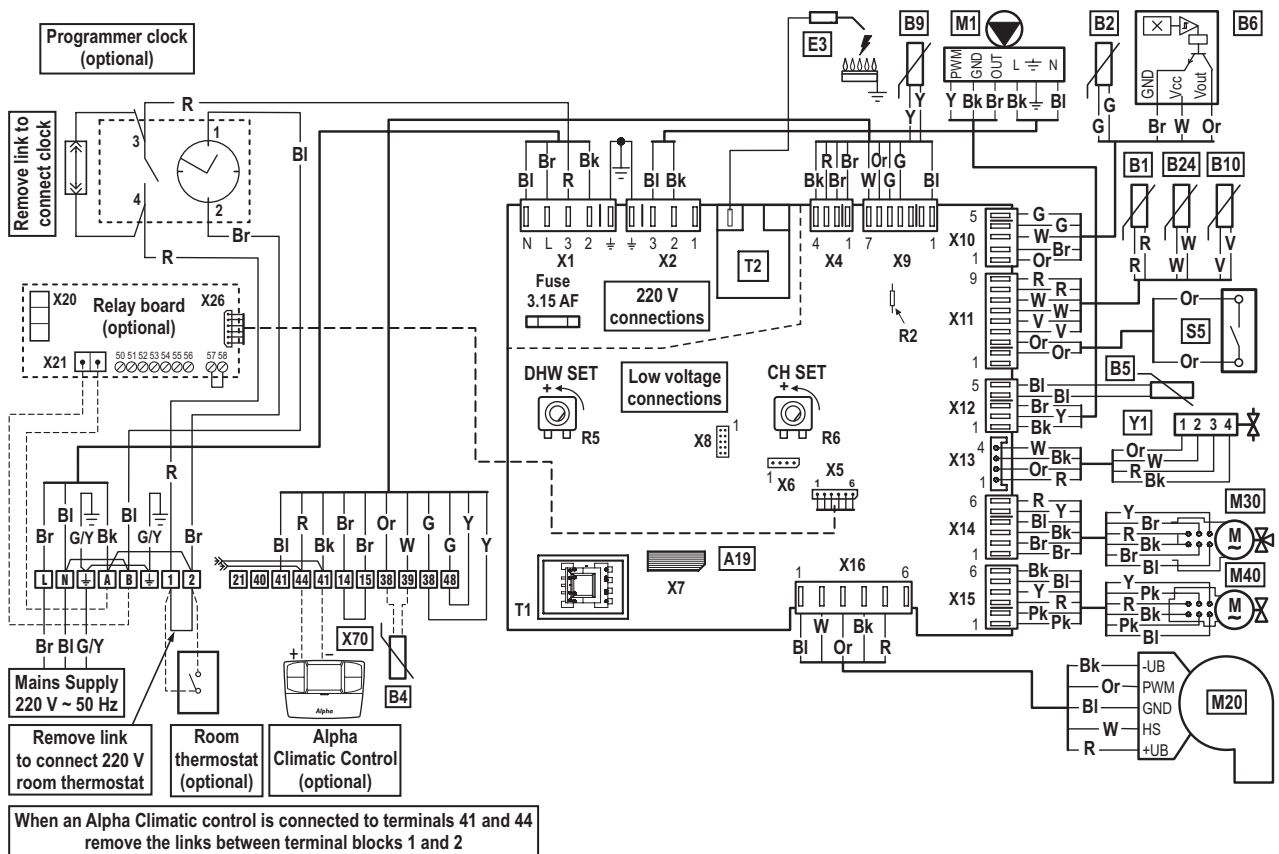 Programmer clock
(optional)
Remove link to
connect clock
R
3
4
1
2
Bl
Br
R
E3
B9
Y
Y
M1
PWM
GND
OUT
L
N
Y Bk Br Bk Bl
B2
G
G
B6
X
GND
Vcc
Vout
Br W Or
B1
R
R
B24
W
W
B10
V
V
Bl Br R Bk
N L 3 2
X1
Bl Bk
3 2 1
X2
Fuse
3.15 AF
220 V
connections
T2
Bk R Br Br
4 1
X4
W Or G G Bl
7 1
X9
R2
5
X10
1
G
G
W
Br
Or
9
X11
1
R
R
W
W
V
V
Or
Or
Or
S5
Or
B5
5
X12
1
Bl
Bl
Br
Y
Bk
4
X13
1
W
Bk
Or
R
Y1
1 2 3 4
Or
W
R
Bk
6
X14
1
R
Y
Bl
Bk
Br
Br
Y
Br
R
Bk
Br
Bl
M30
M
~
6
X15
1
Bk
Bl
Y
R
Pk
Pk
Y
Pk
R
Bk
Pk
Bl
M40
M
~
X20
Relay board
(optional)
X26
X21
50 51 52 53 54 55 56 57 58
DHW SET
+
R5
Low voltage
connections
CH SET
+
R6
X8
1
1 X6
X5
1 6
T1
X7
A19
X16
1 6
Bl W Or Bk R
R
Br Bl G/Y Bk Bl G/Y Br
L N A B 1 2
Br Bl G/Y
Mains Supply
220 V ~ 50 Hz
Remove link
to connect 220 V
room thermostat
Room
thermostat
(optional)
Bl R Bk Br Br Or W G G Y Y
21 40 41 44 41 14 15 38 39 38 48
X70
B4
+ –
Alpha
Alpha
Climatic Control
(optional)
Bk
Or
Bl
W
R
-UB
PWM
GND
HS
+UB
M20
When an Alpha Climatic control is connected to terminals 41 and 44
remove the links between terminal blocks 1 and 2